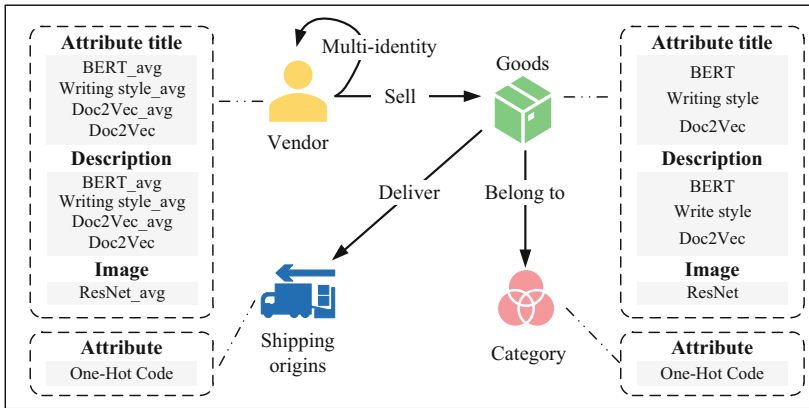 Attribute title
BERT_avg
Writing style_avg
Doc2Vec_avg
Doc2Vec
Description
BERT_avg
Writing style_avg
Doc2Vec_avg
Doc2Vec
Image
ResNet_avg
Attribute
One-Hot Code
Multi-identity
Vendor
Sell
Goods
Deliver
Belong to
Shipping
origins
Category
Attribute title
BERT
Writing style
Doc2Vec
Description
BERT
Write style
Doc2Vec
Image
ResNet
Attribute
One-Hot Code